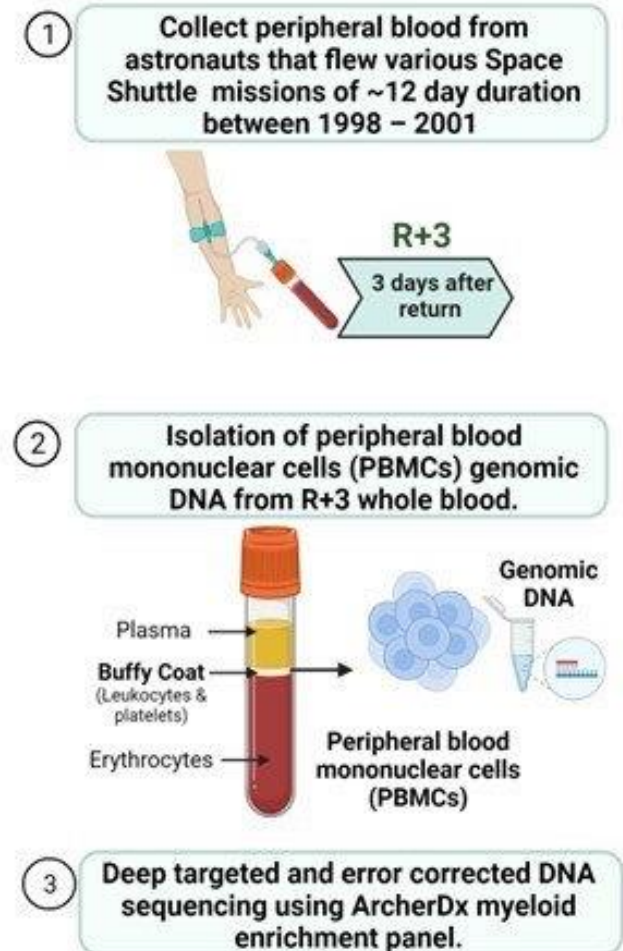 1
Collect peripheral blood from
astronauts that flew various Space
Shuttle missions of ~12 day duration
between 1998 – 2001
R+3
3 days after
return
2
Isolation of peripheral blood
mononuclear cells (PBMCs) genomic
DNA from R+3 whole blood.
Genomic
DNA
Plasma
Buffy Coat
(Leukocytes &
platelets)
Erythrocytes
Peripheral blood
mononuclear cells
(PBMCs)
3
Deep targeted and error corrected DNA
sequencing using ArcherDx myeloid
enrichment panel.